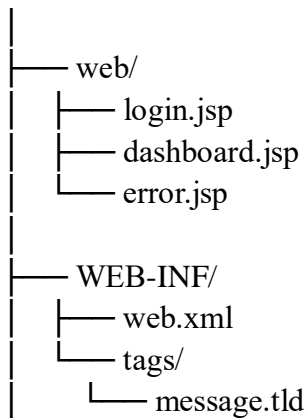 web/
login.jsp
dashboard.jsp
error.jsp
WEB-INF/
web.xml
tags/
message.tld